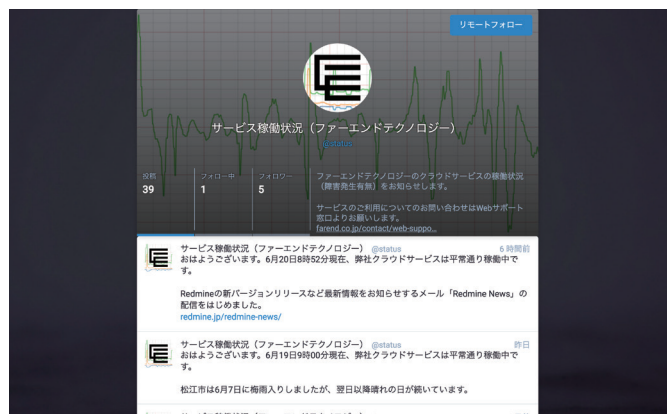 リモートフォロー
サービス稼働状況（ファーエンドテクノロジー）
@status
投稿
39
フォロー中
1
フォロワー
5
ファーエンドテクノロジーのクラウドサービスの稼働状況
（障害発生有無）をお知らせします。
サービスのご利用についてのお問い合わせはWebサポート
窓口よりお願いします。
farend.co.jp/contact/web-suppo...
サービス稼働状況（ファーエンドテクノロジー） @status 6 時間前
おはようございます。6月20日8時52分現在、弊社クラウドサービスは平常通り稼働中で
す。
Redmineの新バージョンリリースなど最新情報をお知らせするメール「Redmine News」の
配信をはじめました。
redmine.jp/redmine-news/
サービス稼働状況（ファーエンドテクノロジー） @status 昨日
おはようございます。6月19日9時00分現在、弊社クラウドサービスは平常通り稼働中で
す。
松江市は6月7日に梅雨入りしましたが、翌日以降晴れの日が続いています。